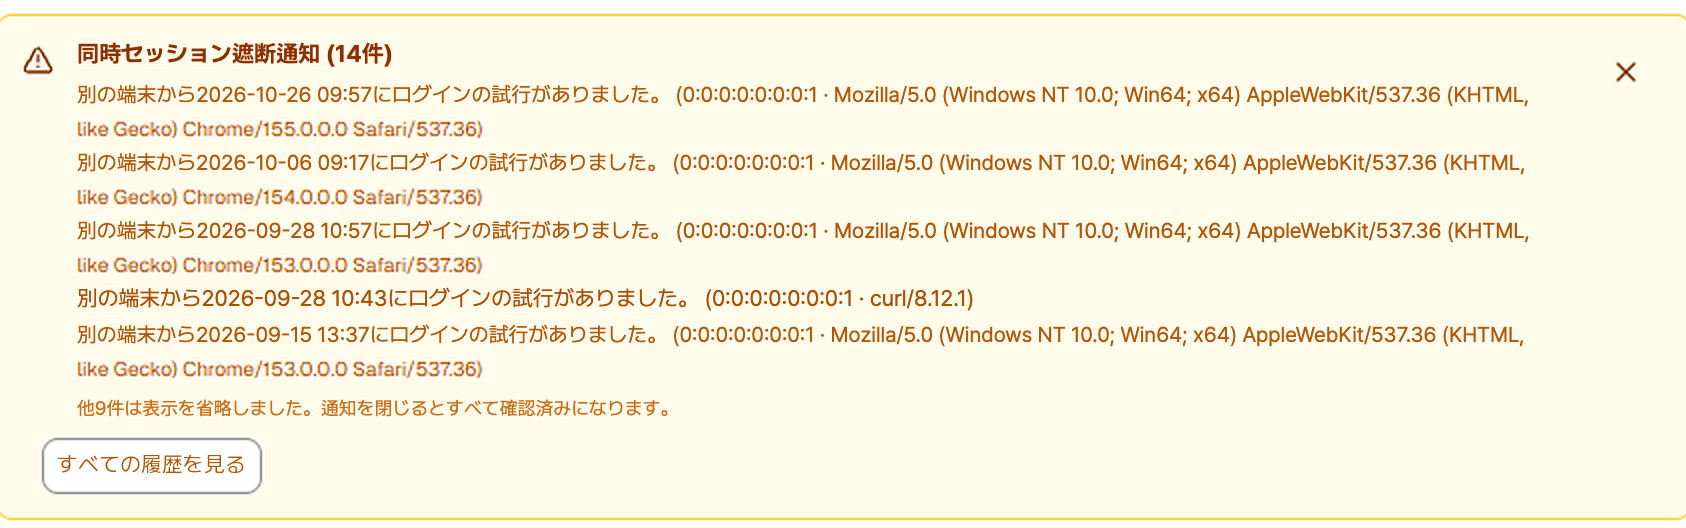 同時セッション遮断通知 (14件)
別の端末から2026-10-26 09:57にログインの試行がありました。 (0:0:0:0:0:0:0:1 · Mozilla/5.0 (Windows NT 10.0; Win64; x64) AppleWebKit/537.36 (KHTML,
like Gecko) Chrome/155.0.0.0 Safari/537.36)
別の端末から2026-10-06 09:17にログインの試行がありました。 (0:0:0:0:0:0:0:1 · Mozilla/5.0 (Windows NT 10.0; Win64; x64) AppleWebKit/537.36 (KHTML,
like Gecko) Chrome/154.0.0.0 Safari/537.36)
別の端末から2026-09-28 10:57にログインの試行がありました。 (0:0:0:0:0:0:0:1 · Mozilla/5.0 (Windows NT 10.0; Win64; x64) AppleWebKit/537.36 (KHTML,
like Gecko) Chrome/153.0.0.0 Safari/537.36)
別の端末から2026-09-28 10:43にログインの試行がありました。 (0:0:0:0:0:0:0:1 · curl/8.12.1)
別の端末から2026-09-15 13:37にログインの試行がありました。 (0:0:0:0:0:0:0:1 · Mozilla/5.0 (Windows NT 10.0; Win64; x64) AppleWebKit/537.36 (KHTML,
like Gecko) Chrome/153.0.0.0 Safari/537.36)
他9件は表示を省略しました。通知を閉じるとすべて確認済みになります。
すべての履歴を見る